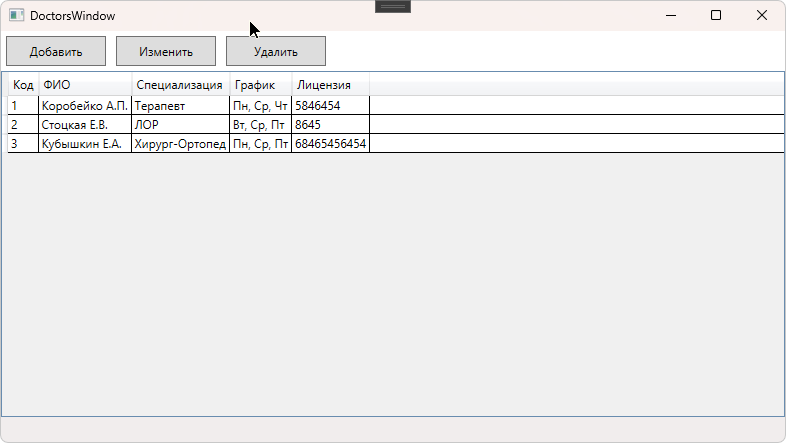 DoctorsWindow
Добавить Изменить Удалить
Код ФИО Специализация График Лицензия
1 Коробейко А.П. Терапевт Пн, Ср, Чт 5846454
2 Стоцкая Е.В. ЛОР Вт, Ср, Пт 8645
3 Кубышкин Е.А. Хирург-Ортопед Пн, Ср, Пт 68465456454